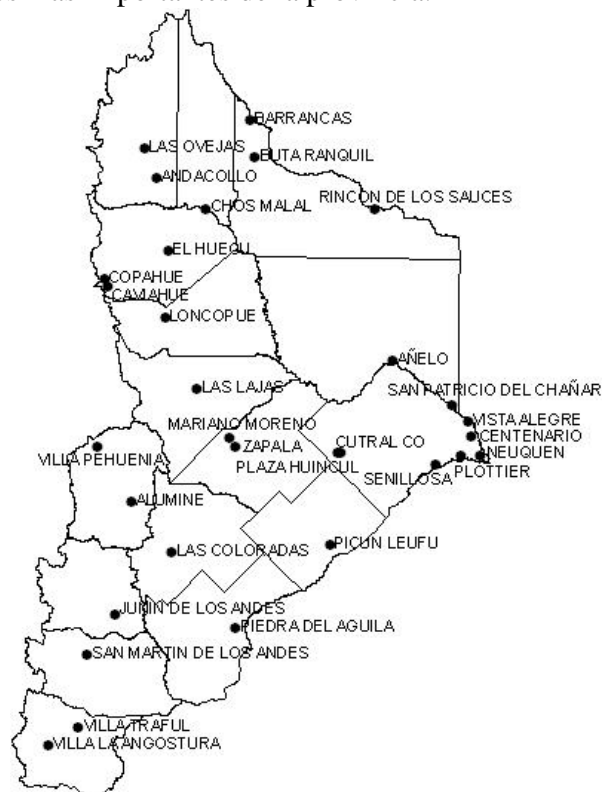 BARRANCAS
LAS OVEJAS
BUTA RANQUIL
ANDACOLLO
RINCON DE LOS SAUCES
CHOS MALAL
EL HUECU
COPAHUE
CAVIAHUE
LONCOPUE
AÑELO
LAS LAJAS
SAN PATRICIO DEL CHAÑAR
VISTA ALEGRE
MARIANO MORENO
CENTENARIO
ZAPALA
CUTRAL CO
NEUQUEN
VILLA PEHUENIA
PLAZA HUINCUL
PLOTTIER
SENILLOSA
ALUMINE
PICUN LEUFU
LAS COLORADAS
JUNIN DE LOS ANDES
PIEDRA DEL AGUILA
SAN MARTIN DE LOS ANDES
VILLA TRAFUL
VILLA LA ANGOSTURA